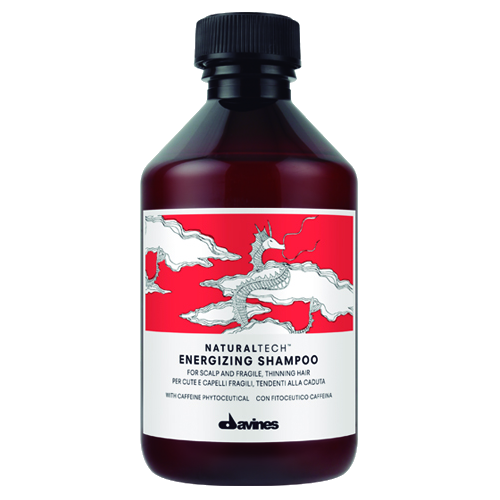 NATURALTECH™
ENERGIZING SHAMPOO
FOR SCALP AND FRAGILE, THINNING HAIR
PER CUTE E CAPELLI FRAGILI, TENDENTI ALLA CADUTA
WITH CAFFEINE PHYTOCEUTICAL CON FITOCEUTICO CAFFEINA
davines